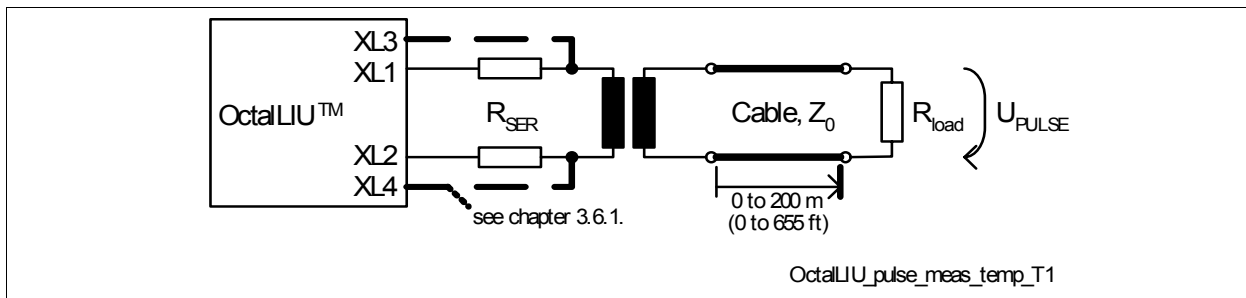 XL3
XL1
OctalLIU™
R_SER
XL2
XL4
see chapter 3.6.1.
Cable, Z_0
R_load
U_PULSE
0 to 200 m
(0 to 655 ft)
OctalLIU_pulse_meas_temp_T1